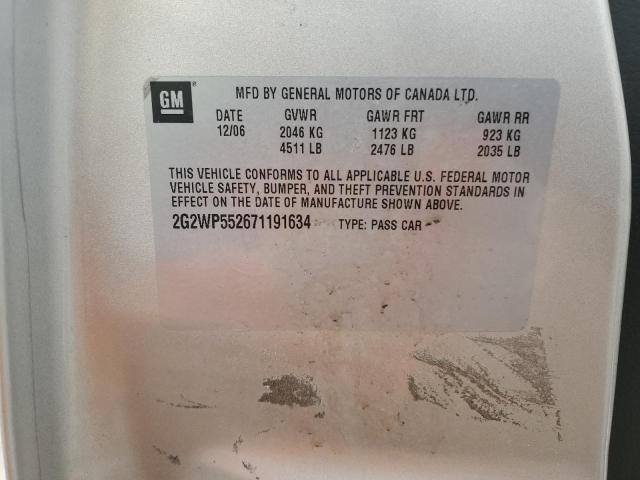 GM ® MFD BY GENERAL MOTORS OF CANADA LTD.
DATE GVWR GAWR FRT GAWR RR
12/06 2046 KG 1123 KG 923 KG
4511 LB 2476 LB 2035 LB
THIS VEHICLE CONFORMS TO ALL APPLICABLE U.S. FEDERAL MOTOR
VEHICLE SAFETY, BUMPER, AND THEFT PREVENTION STANDARDS IN
EFFECT ON THE DATE OF MANUFACTURE SHOWN ABOVE.
2G2WP552671191634 TYPE: PASS CAR